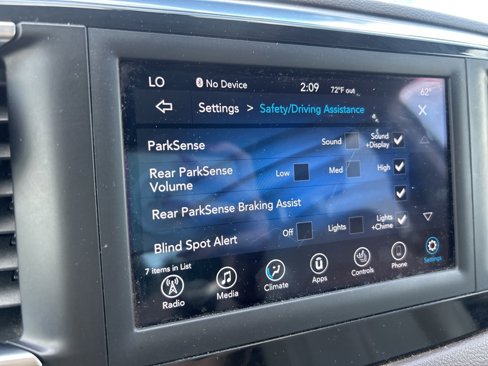 LO No Device 2:09 72°F out 62°
Settings > Safety/Driving Assistance X
ParkSense Sound Sound +Display
Rear ParkSense Volume Low Med High
Rear ParkSense Braking Assist
Blind Spot Alert Off Lights Lights +Chime
7 items in List
Radio Media Climate Apps Controls Phone Settings